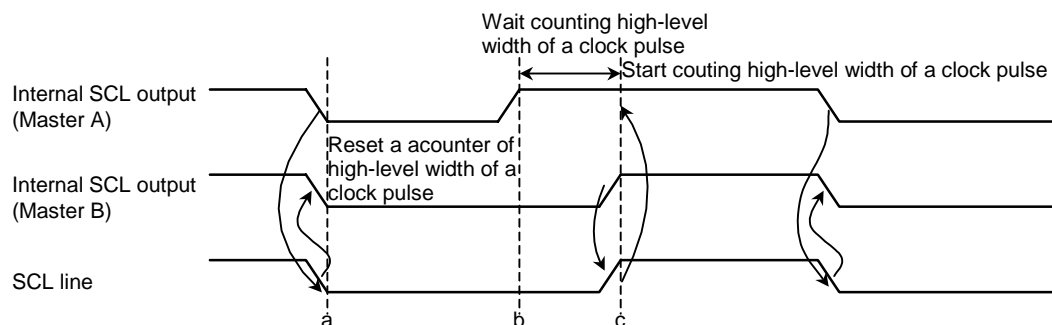 Wait counting high-level
width of a clock pulse
Start couting high-level width of a clock pulse
Internal SCL output
(Master A)
Reset a acounter of
high-level width of a
clock pulse
Internal SCL output
(Master B)
SCL line
a
b
c